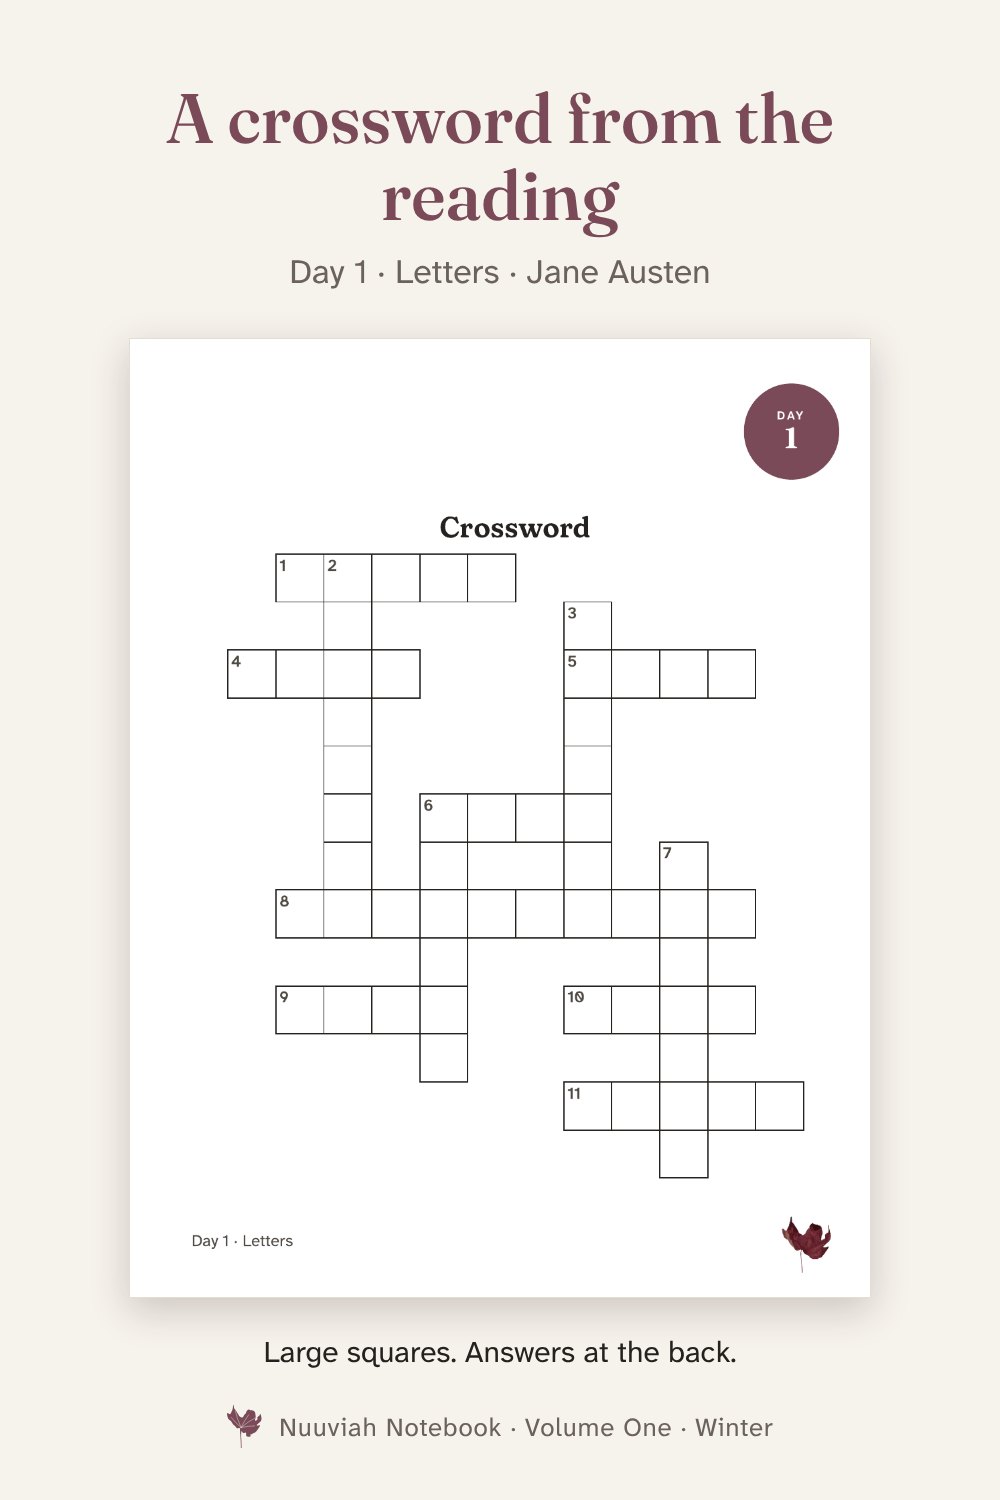 A crossword from the
reading
Day 1 · Letters · Jane Austen
DAY
1
Crossword
1 2
3
4 5
6
7
8
9 10
11
Day 1 · Letters
Large squares. Answers at the back.
Nuuviah Notebook · Volume One · Winter